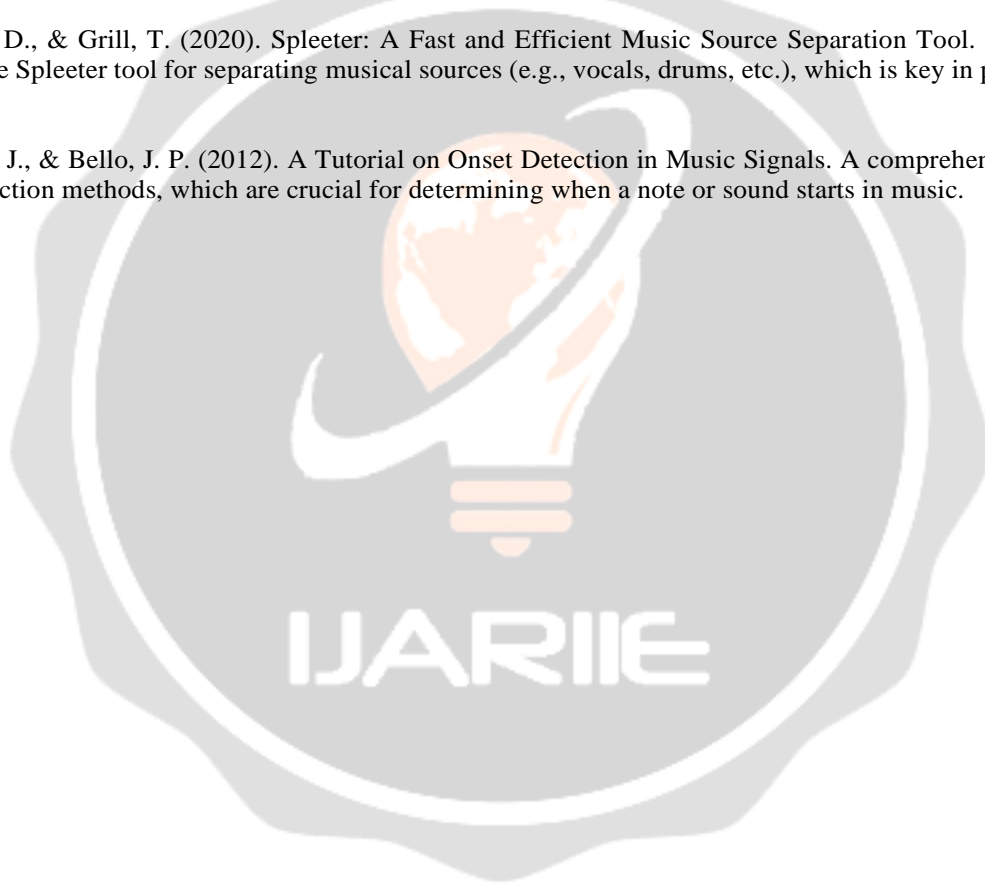 D., & Grill, T. (2020). Spleeter: A Fast and Efficient Music Source Separation Tool.
e Spleeter tool for separating musical sources (e.g., vocals, drums, etc.), which is key in p
J., & Bello, J. P. (2012). A Tutorial on Onset Detection in Music Signals. A comprehen
ction methods, which are crucial for determining when a note or sound starts in music.
IJARIIE